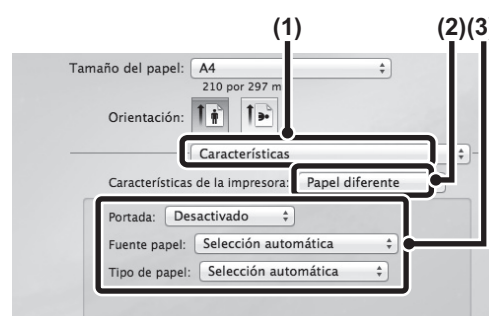 (1) (2)(3
Tamaño del papel: A4
210 por 297 m
Orientación:
Características
Características de la impresora: Papel diferente
Portada: Desactivado
Fuente papel: Selección automática
Tipo de papel: Selección automática